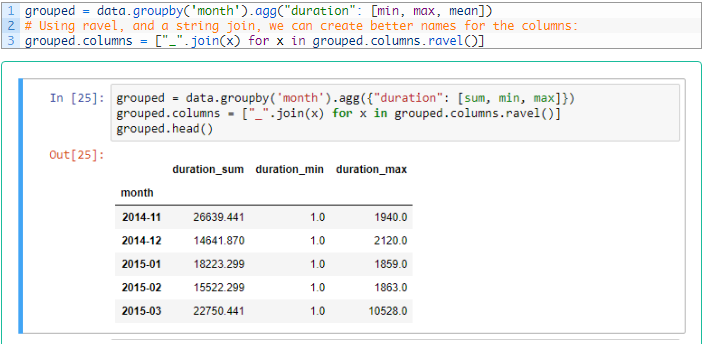 1 grouped = data.groupby('month').agg("duration": [min, max, mean])
2 # Using ravel, and a string join, we can create better names for the columns:
3 grouped.columns = ["_".join(x) for x in grouped.columns.ravel()]
In [25]: grouped = data.groupby('month').agg({"duration": [sum, min, max]})
grouped.columns = ["_".join(x) for x in grouped.columns.ravel()]
grouped.head()
Out[25]:
duration_sum duration_min duration_max
month
2014-11 26639.441 1.0 1940.0
2014-12 14641.870 1.0 2120.0
2015-01 18223.299 1.0 1859.0
2015-02 15522.299 1.0 1863.0
2015-03 22750.441 1.0 10528.0